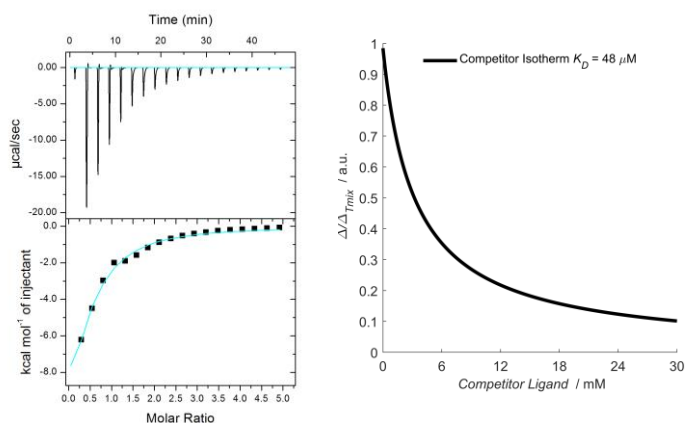 Time (min)
0 10 20 30 40
0.00
-5.00
-10.00
-15.00
-20.00
µcal/sec
0.0
-2.0
-4.0
-6.0
-8.0
kcal mol⁻¹ of injectant
0.0 0.5 1.0 1.5 2.0 2.5 3.0 3.5 4.0 4.5 5.0
Molar Ratio
Competitor Isotherm K_D = 48 µM
1
0.9
0.8
0.7
0.6
0.5
0.4
0.3
0.2
0.1
0
Δ/Δ_Tmix / a.u.
0 6 12 18 24 30
Competitor Ligand / mM